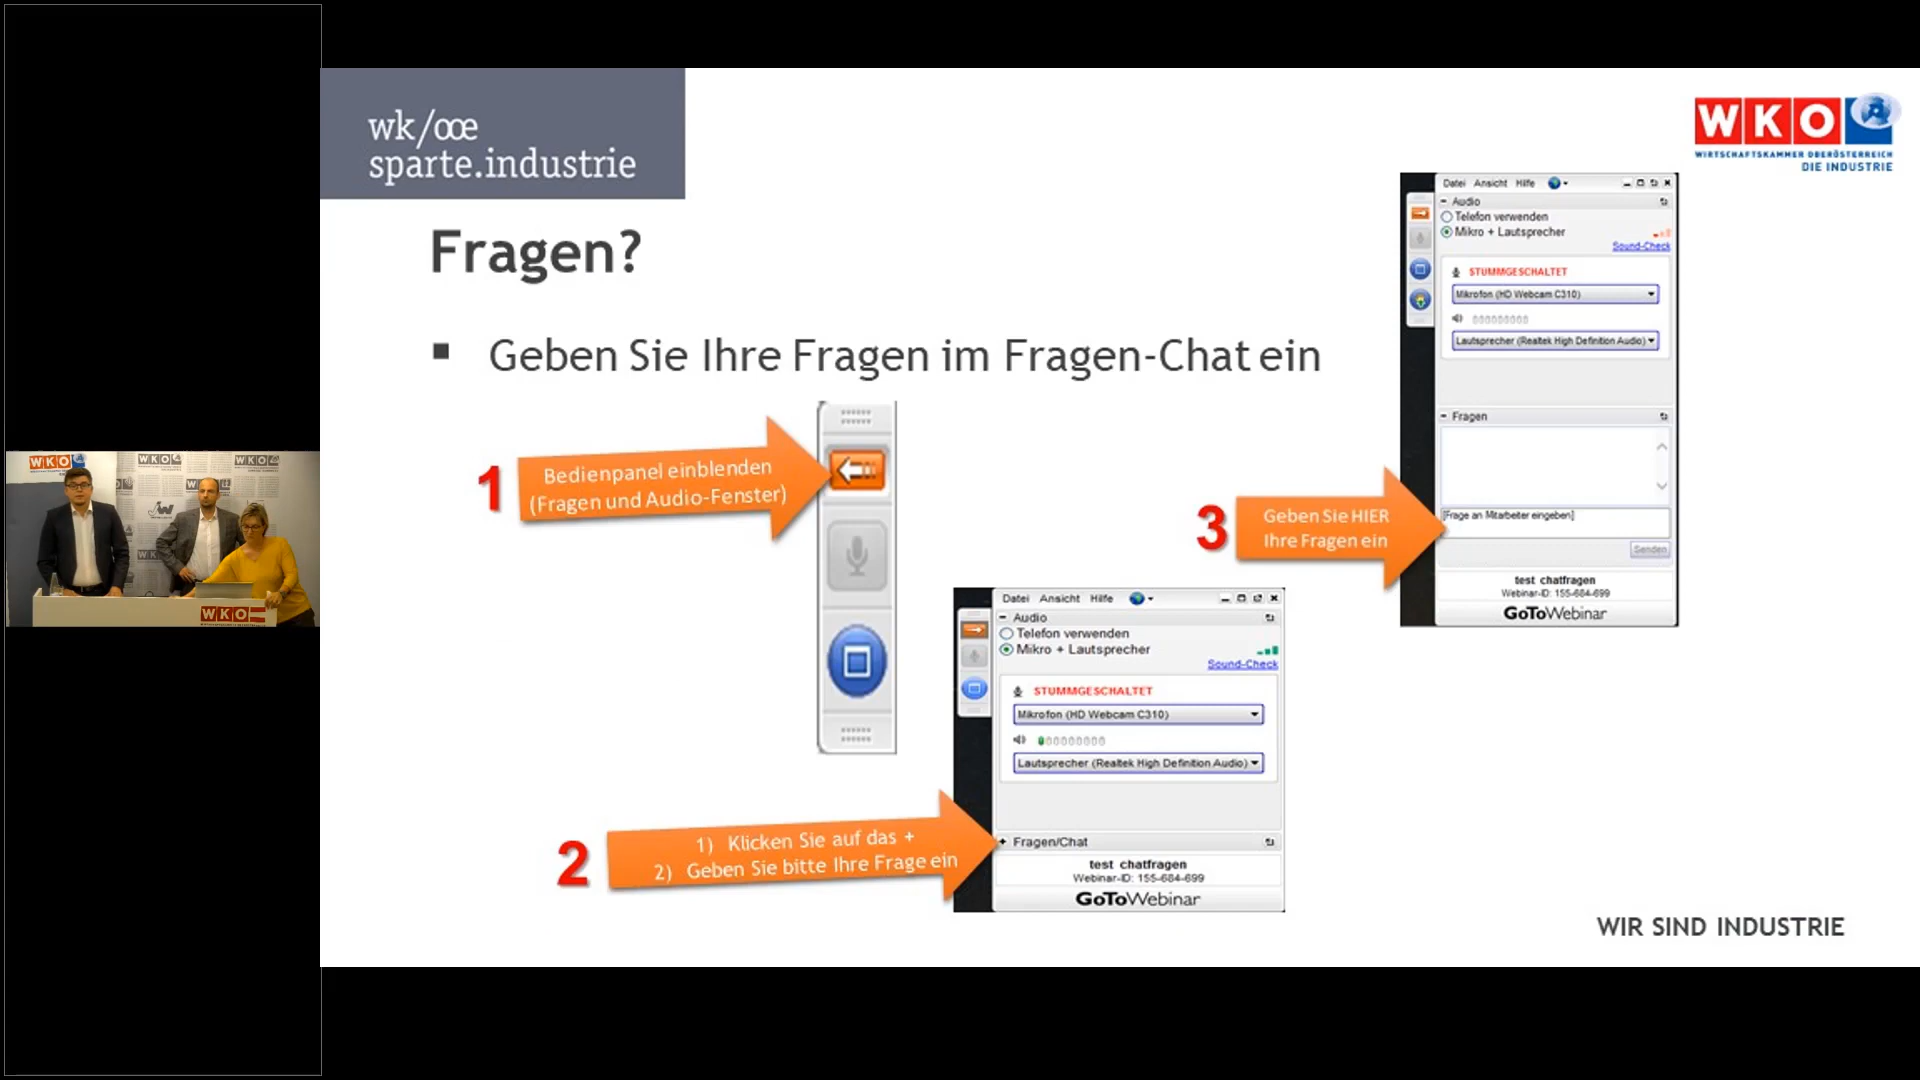 wk/œe
sparte.industrie
WKO
WIRTSCHAFTSKAMMER OBERÖSTERREICH
DIE INDUSTRIE
Fragen?
Geben Sie Ihre Fragen im Fragen-Chat ein
1
Bedienpanel einblenden
(Fragen und Audio-Fenster)
2
1) Klicken Sie auf das +
2) Geben Sie bitte Ihre Frage ein
Datei Ansicht Hilfe
Audio
Telefon verwenden
Mikro + Lautsprecher
Sound-Check
STUMMGESCHALTET
Mikrofon (HD Webcam C310)
Lautsprecher (Realtek High Definition Audio)
+ Fragen/Chat
test chatfragen
Webinar-ID: 155-684-699
GoToWebinar
3
Geben Sie HIER
Ihre Fragen ein
Datei Ansicht Hilfe
Audio
Telefon verwenden
Mikro + Lautsprecher
Sound-Check
STUMMGESCHALTET
Mikrofon (HD Webcam C310)
Lautsprecher (Realtek High Definition Audio)
Fragen
[Frage an Mitarbeiter eingeben]
Senden
test chatfragen
Webinar-ID: 155-684-699
GoToWebinar
WIR SIND INDUSTRIE
WKO
WKO
WKO
WKO